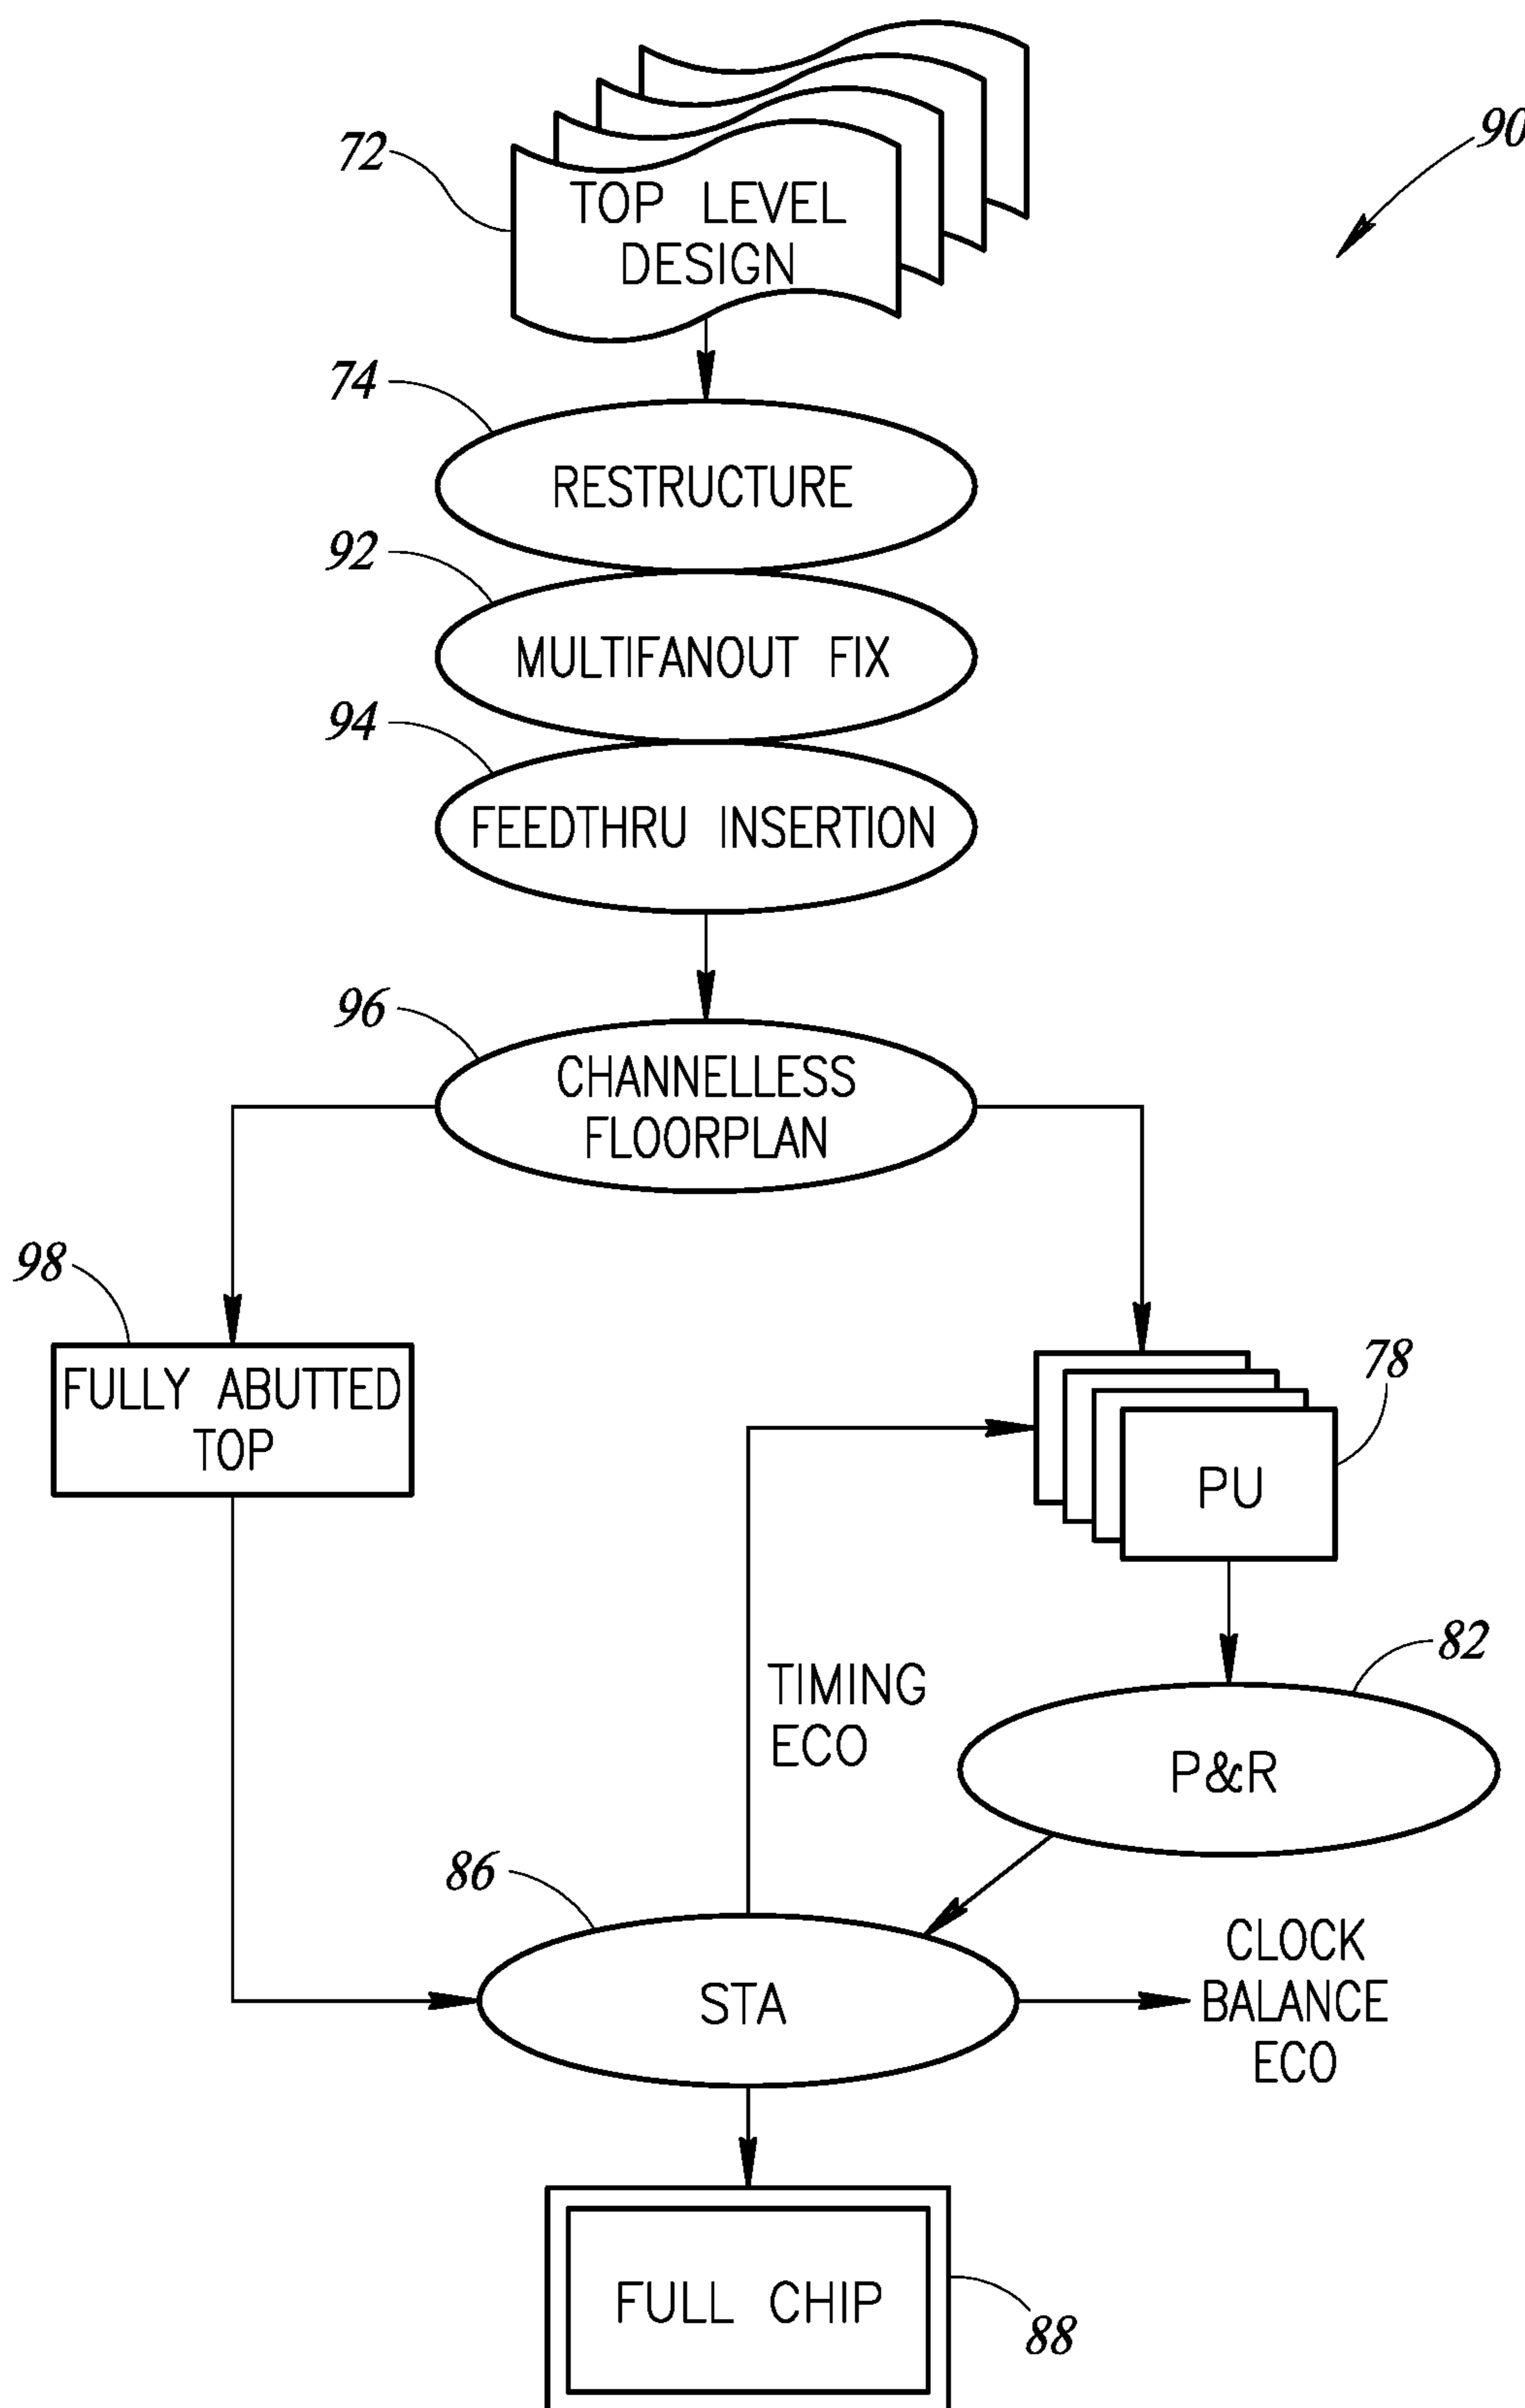 90
72
TOP LEVEL
DESIGN
74
RESTRUCTURE
92
MULTIFANOUT FIX
94
FEEDTHRU INSERTION
96
CHANNELLESS
FLOORPLAN
98
FULLY ABUTTED
TOP
78
PU
TIMING
ECO
82
P&R
86
STA
CLOCK
BALANCE
ECO
FULL CHIP
88